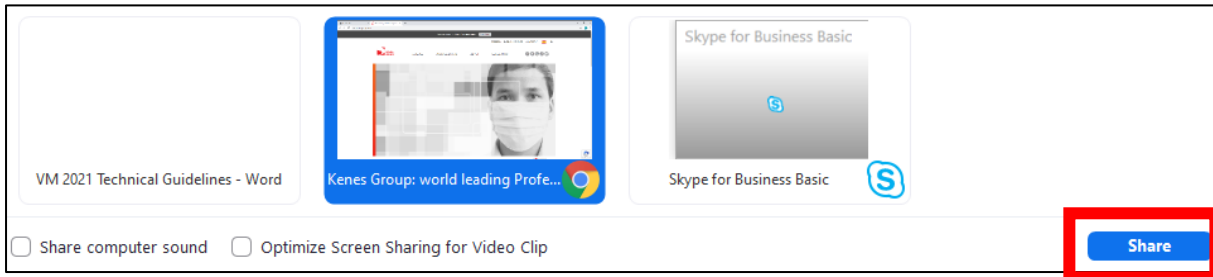 Skype for Business Basic
VM 2021 Technical Guidelines - Word
Kenes Group: world leading Profe...
Skype for Business Basic
Share computer sound
Optimize Screen Sharing for Video Clip
Share